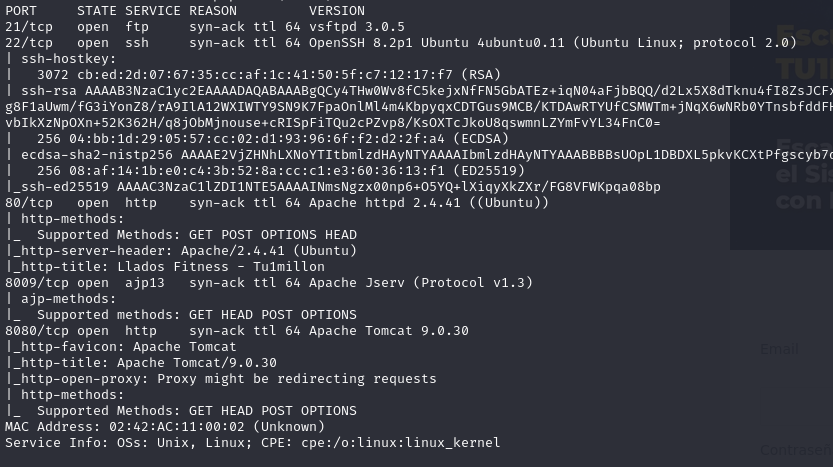 PORT     STATE SERVICE REASON         VERSION
21/tcp   open  ftp     syn-ack ttl 64 vsftpd 3.0.5
22/tcp   open  ssh     syn-ack ttl 64 OpenSSH 8.2p1 Ubuntu 4ubuntu0.11 (Ubuntu Linux; protocol 2.0)
| ssh-hostkey:
|   3072 cb:ed:2d:07:67:35:cc:af:1c:41:50:5f:c7:12:17:f7 (RSA)
| ssh-rsa AAAAB3NzaC1yc2EAAAADAQABAAABgQCy4THw0Wv8fC5kejxNfFN5GbATEz+iqN04aFjbBQQ/d2Lx5X8dTknu4fI8ZsJCFx
g8F1aUwm/fG3iYonZ8/rA9IlA12WXIWTY9SN9K7FpaOnlMl4m4KbpyqxCDTGus9MCB/KTDAwRTYUfCSMWTm+jNqX6wNRb0YTnsbfddFH
vbIkXzNpOXn+52K362H/q8jObMjnouse+cRISpFiTQu2cPZvp8/KsOXTcJkoU8qswmnLZYmFvYL34FnC0=
|   256 04:bb:1d:29:05:57:cc:02:d1:93:96:6f:f2:d2:2f:a4 (ECDSA)
| ecdsa-sha2-nistp256 AAAAE2VjZHNhLXNoYTItbmlzdHAyNTYAAAAIbmlzdHAyNTYAAABBBBsUOpL1DBDXL5pkvKCXtPfgscyb7d
|   256 08:af:14:1b:e0:c4:3b:52:8a:cc:c1:e3:60:36:13:f1 (ED25519)
|_ssh-ed25519 AAAAC3NzaC1lZDI1NTE5AAAAINmsNgzx00np6+O5YQ+lXiqyXkZXr/FG8VFWKpqa08bp
80/tcp   open  http    syn-ack ttl 64 Apache httpd 2.4.41 ((Ubuntu))
| http-methods:
|_  Supported Methods: GET POST OPTIONS HEAD
|_http-server-header: Apache/2.4.41 (Ubuntu)
|_http-title: Llados Fitness - Tu1millon
8009/tcp open  ajp13   syn-ack ttl 64 Apache Jserv (Protocol v1.3)
| ajp-methods:
|_  Supported methods: GET HEAD POST OPTIONS
8080/tcp open  http    syn-ack ttl 64 Apache Tomcat 9.0.30
|_http-favicon: Apache Tomcat
|_http-title: Apache Tomcat/9.0.30
|_http-open-proxy: Proxy might be redirecting requests
| http-methods:
|_  Supported Methods: GET HEAD POST OPTIONS
MAC Address: 02:42:AC:11:00:02 (Unknown)
Service Info: OSs: Unix, Linux; CPE: cpe:/o:linux:linux_kernel
TU1
el Sis
Email